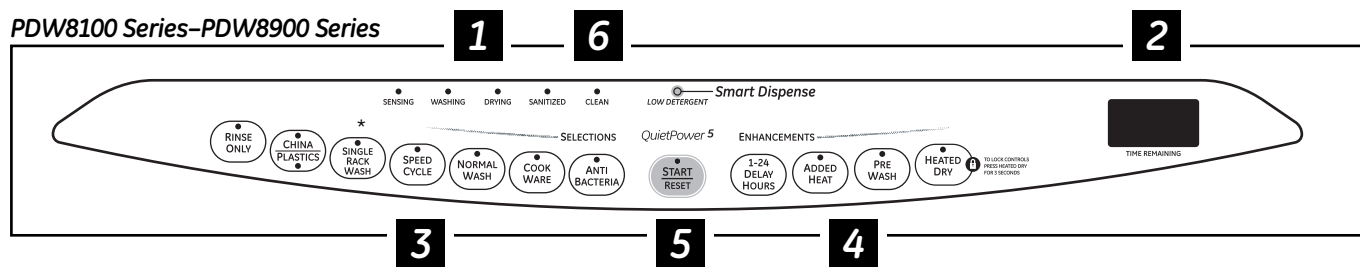 PDW8100 Series–PDW8900 Series
1
6
2
SENSING
WASHING
DRYING
SANITIZED
CLEAN
LOW DETERGENT
Smart Dispense
*
SELECTIONS
QuietPower 5
ENHANCEMENTS
RINSE
ONLY
CHINA
PLASTICS
SINGLE
RACK
WASH
SPEED
CYCLE
NORMAL
WASH
COOK
WARE
ANTI
BACTERIA
START
RESET
1-24
DELAY
HOURS
ADDED
HEAT
PRE
WASH
HEATED
DRY
TO LOCK CONTROLS
PRESS HEATED DRY
FOR 3 SECONDS
TIME REMAINING
3
5
4